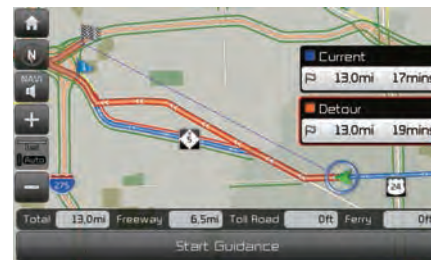 N
Current
13.0mi 17mins
NAVI
Detour
13.0mi 19mins
Auto
275
24
Total 13.0mi Freeway 6.5mi Toll Road 0ft Ferry 0ft
Start Guidance